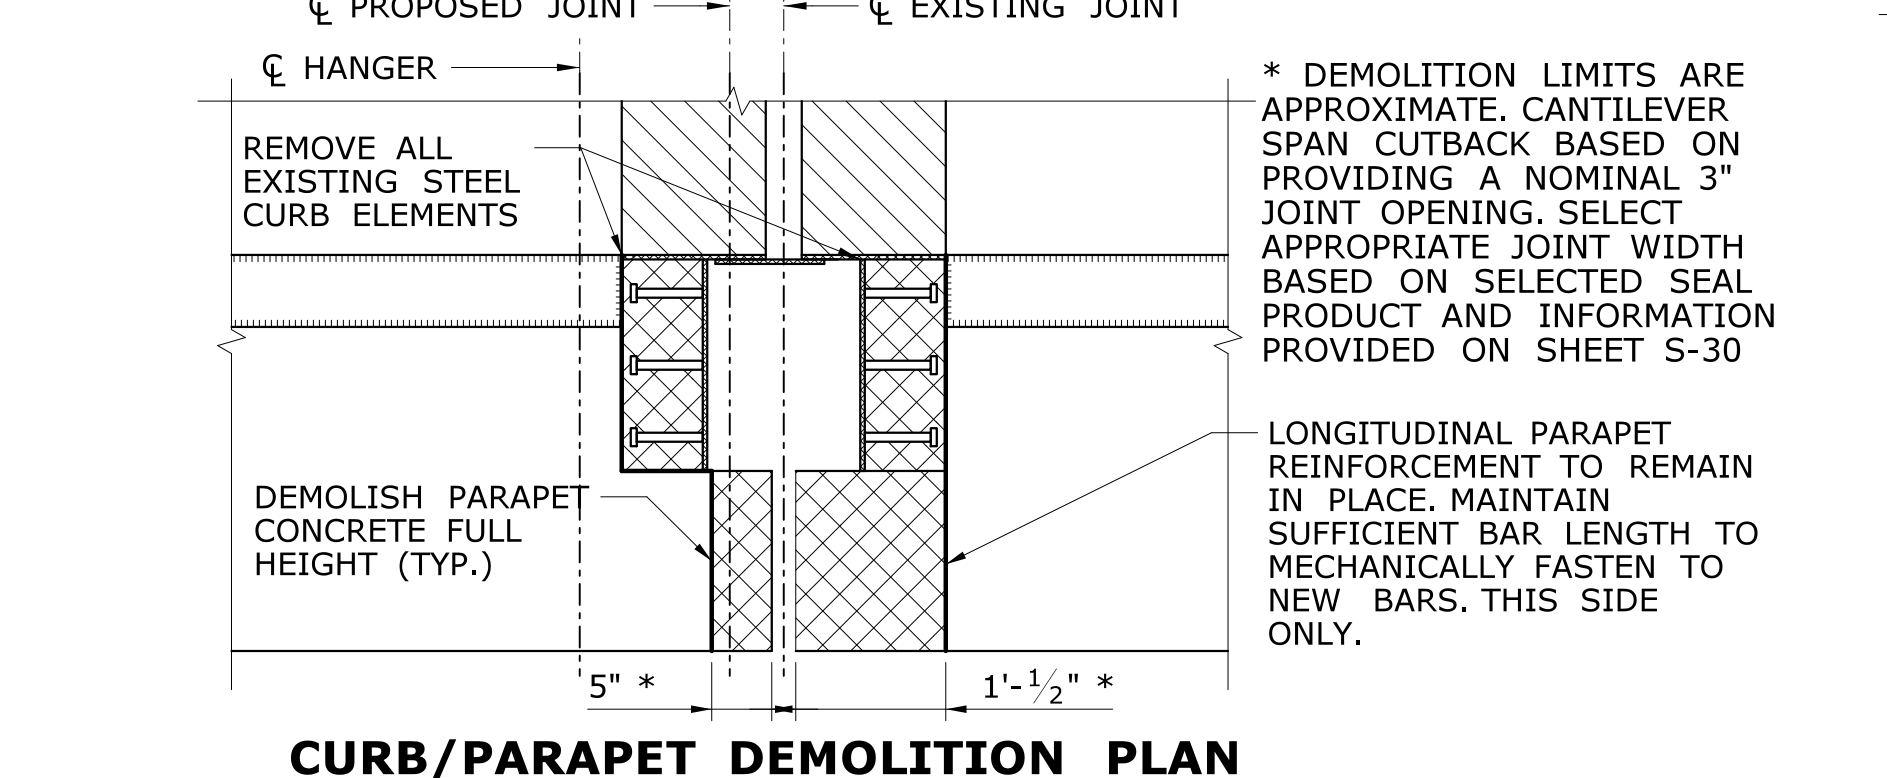 ℄ PROPOSED JOINT
℄ EXISTING JOINT
℄ HANGER
REMOVE ALL
EXISTING STEEL
CURB ELEMENTS
* DEMOLITION LIMITS ARE
APPROXIMATE. CANTILEVER
SPAN CUTBACK BASED ON
PROVIDING A NOMINAL 3"
JOINT OPENING. SELECT
APPROPRIATE JOINT WIDTH
BASED ON SELECTED SEAL
PRODUCT AND INFORMATION
PROVIDED ON SHEET S-30
LONGITUDINAL PARAPET
REINFORCEMENT TO REMAIN
IN PLACE. MAINTAIN
SUFFICIENT BAR LENGTH TO
MECHANICALLY FASTEN TO
NEW BARS. THIS SIDE
ONLY.
DEMOLISH PARAPET
CONCRETE FULL
HEIGHT (TYP.)
5" *
1'-1/2" *
CURB/PARAPET DEMOLITION PLAN